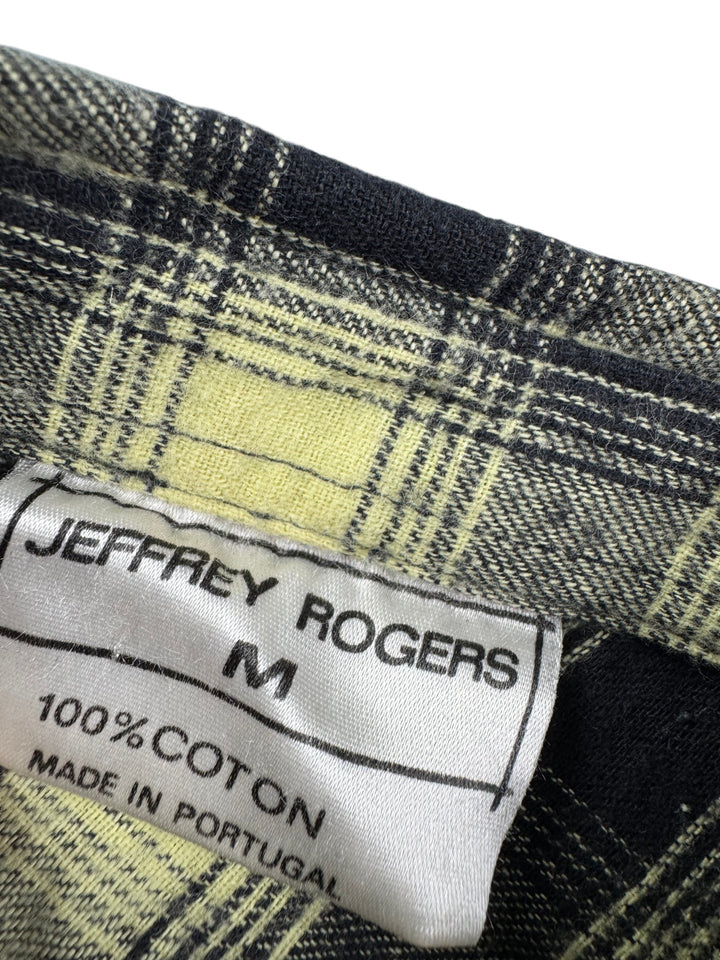 JEFFREY ROGERS
M
100% COTON
MADE IN PORTUGAL